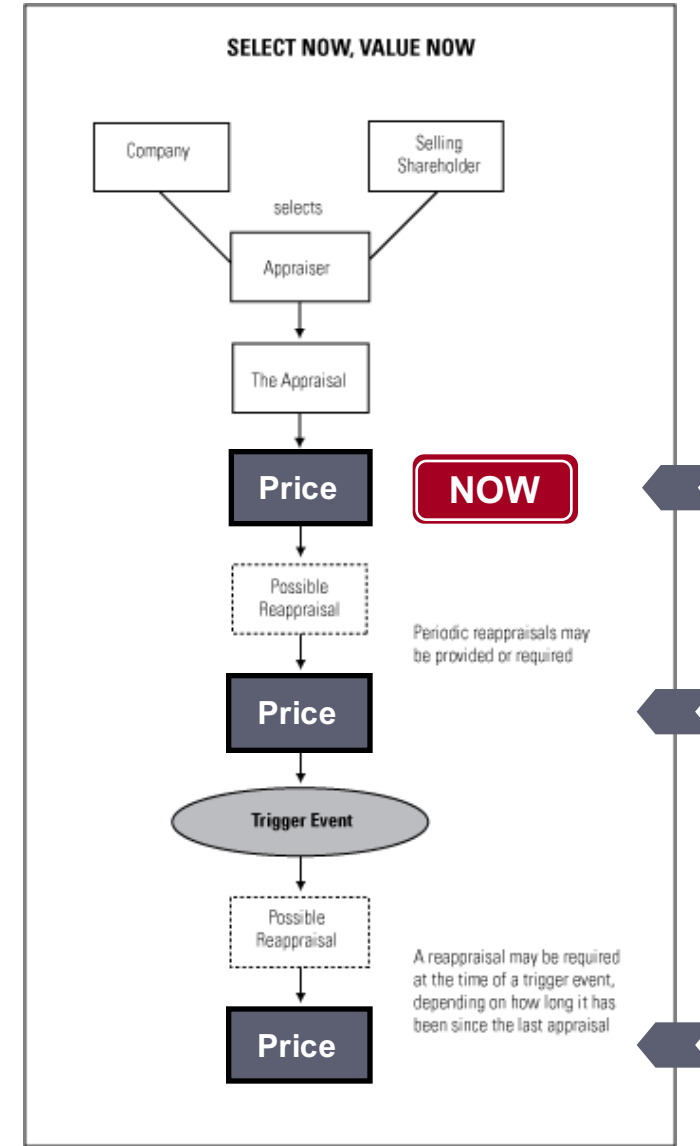 SELECT NOW, VALUE NOW
Company
Selling
Shareholder
selects
Appraiser
The Appraisal
Price
NOW
Possible
Reappraisal
Periodic reappraisals may
be provided or required
Price
Trigger Event
Possible
Reappraisal
A reappraisal may be required
at the time of a trigger event,
depending on how long it has
been since the last appraisal
Price